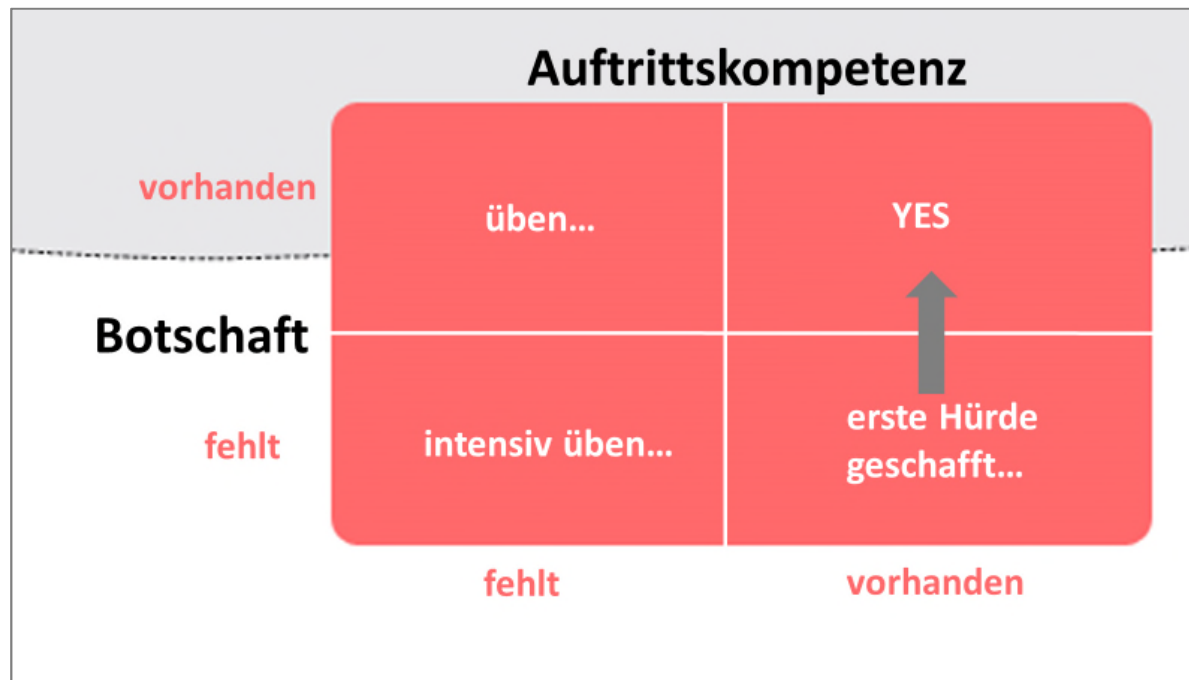 Auftrittskompetenz
vorhanden
üben...
YES
Botschaft
fehlt
intensiv üben...
erste Hürde
geschafft...
fehlt
vorhanden